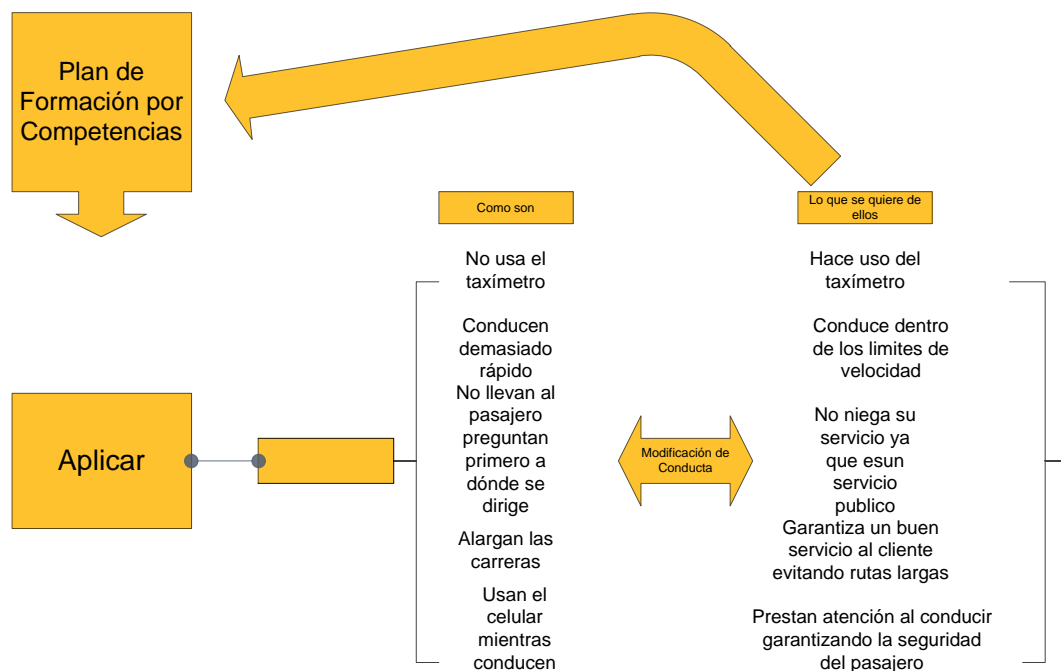 Plan de
Formación por
Competencias
Como son
Lo que se quiere de
ellos
No usa el
taxímetro
Hace uso del
taxímetro
Conducen
demasiado
rápido
Conduce dentro
de los limites de
velocidad
No llevan al
pasajero
preguntan
primero a
dónde se
dirige
No niega su
servicio ya
que esun
servicio
publico
Aplicar
Modificación de
Conducta
Alargan las
carreras
Garantiza un buen
servicio al cliente
evitando rutas largas
Usan el
celular
mientras
conducen
Prestan atención al conducir
garantizando la seguridad
del pasajero